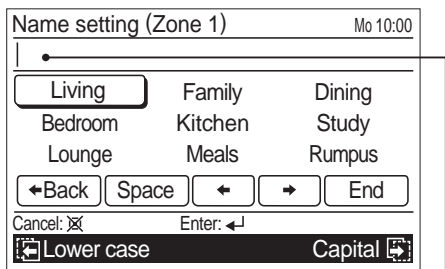 Name setting (Zone 1) Mo 10:00
Living Family Dining
Bedroom Kitchen Study
Lounge Meals Rumpus
←Back Space ← → End
Cancel: Enter: ↵
Lower case Capital